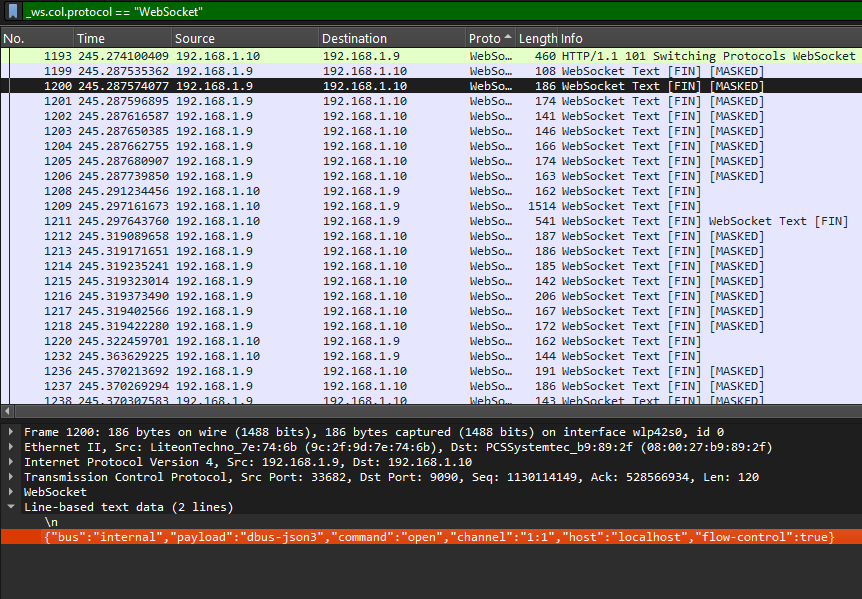 _ws.col.protocol == "WebSocket"
No. Time Source Destination Proto Length Info
1193 245.274100409 192.168.1.10 192.168.1.9 WebSo… 460 HTTP/1.1 101 Switching Protocols WebSocket
1199 245.287535362 192.168.1.9 192.168.1.10 WebSo… 108 WebSocket Text [FIN] [MASKED]
1200 245.287574077 192.168.1.9 192.168.1.10 WebSo… 186 WebSocket Text [FIN] [MASKED]
1201 245.287596895 192.168.1.9 192.168.1.10 WebSo… 174 WebSocket Text [FIN] [MASKED]
1202 245.287616587 192.168.1.9 192.168.1.10 WebSo… 141 WebSocket Text [FIN] [MASKED]
1203 245.287650385 192.168.1.9 192.168.1.10 WebSo… 146 WebSocket Text [FIN] [MASKED]
1204 245.287662755 192.168.1.9 192.168.1.10 WebSo… 166 WebSocket Text [FIN] [MASKED]
1205 245.287680907 192.168.1.9 192.168.1.10 WebSo… 174 WebSocket Text [FIN] [MASKED]
1206 245.287739850 192.168.1.9 192.168.1.10 WebSo… 163 WebSocket Text [FIN] [MASKED]
1208 245.291234456 192.168.1.10 192.168.1.9 WebSo… 162 WebSocket Text [FIN]
1209 245.297161673 192.168.1.10 192.168.1.9 WebSo… 1514 WebSocket Text [FIN]
1211 245.297643760 192.168.1.10 192.168.1.9 WebSo… 541 WebSocket Text [FIN] WebSocket Text [FIN]
1212 245.319089658 192.168.1.9 192.168.1.10 WebSo… 187 WebSocket Text [FIN] [MASKED]
1213 245.319171651 192.168.1.9 192.168.1.10 WebSo… 186 WebSocket Text [FIN] [MASKED]
1214 245.319235241 192.168.1.9 192.168.1.10 WebSo… 185 WebSocket Text [FIN] [MASKED]
1215 245.319323014 192.168.1.9 192.168.1.10 WebSo… 142 WebSocket Text [FIN] [MASKED]
1216 245.319373490 192.168.1.9 192.168.1.10 WebSo… 206 WebSocket Text [FIN] [MASKED]
1217 245.319402566 192.168.1.9 192.168.1.10 WebSo… 167 WebSocket Text [FIN] [MASKED]
1218 245.319422280 192.168.1.9 192.168.1.10 WebSo… 172 WebSocket Text [FIN] [MASKED]
1220 245.322459701 192.168.1.10 192.168.1.9 WebSo… 162 WebSocket Text [FIN]
1232 245.363629225 192.168.1.10 192.168.1.9 WebSo… 144 WebSocket Text [FIN]
1236 245.370213692 192.168.1.9 192.168.1.10 WebSo… 191 WebSocket Text [FIN] [MASKED]
1237 245.370269294 192.168.1.9 192.168.1.10 WebSo… 186 WebSocket Text [FIN] [MASKED]
1238 245.370307583 192.168.1.9 192.168.1.10 WebSo… 143 WebSocket Text [FIN] [MASKED]
Frame 1200: 186 bytes on wire (1488 bits), 186 bytes captured (1488 bits) on interface wlp42s0, id 0
Ethernet II, Src: LiteonTechno_7e:74:6b (9c:2f:9d:7e:74:6b), Dst: PCSSystemtec_b9:89:2f (08:00:27:b9:89:2f)
Internet Protocol Version 4, Src: 192.168.1.9, Dst: 192.168.1.10
Transmission Control Protocol, Src Port: 33682, Dst Port: 9090, Seq: 1130114149, Ack: 528566934, Len: 120
WebSocket
Line-based text data (2 lines)
\n
{"bus":"internal","payload":"dbus-json3","command":"open","channel":"1:1","host":"localhost","flow-control":true}